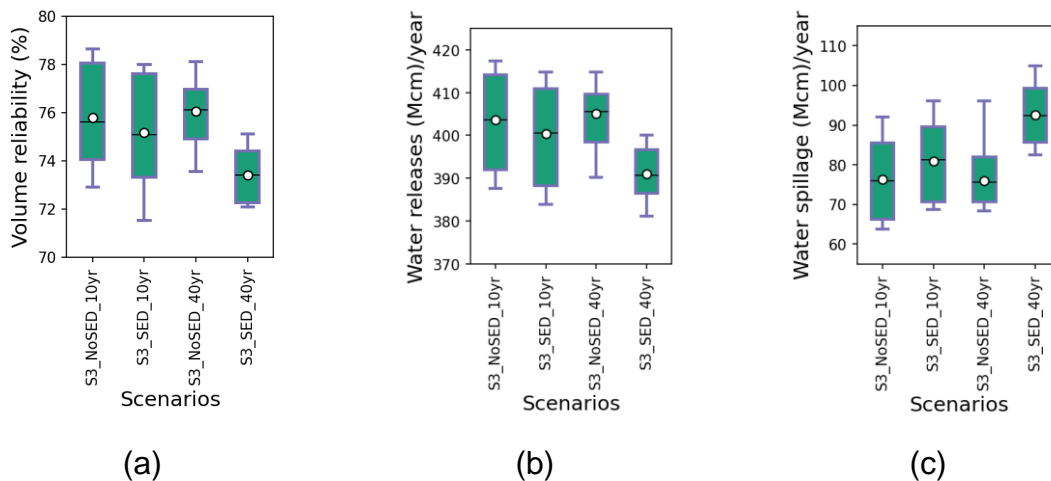 Volume reliability (%)
80
78
76
74
72
70
S3_NoSED_10yr
S3_SED_10yr
S3_NoSED_40yr
S3_SED_40yr
Scenarios
(a)
Water releases (Mcm)/year
420
410
400
390
380
370
S3_NoSED_10yr
S3_SED_10yr
S3_NoSED_40yr
S3_SED_40yr
Scenarios
(b)
Water spillage (Mcm)/year
110
100
90
80
70
60
S3_NoSED_10yr
S3_SED_10yr
S3_NoSED_40yr
S3_SED_40yr
Scenarios
(c)